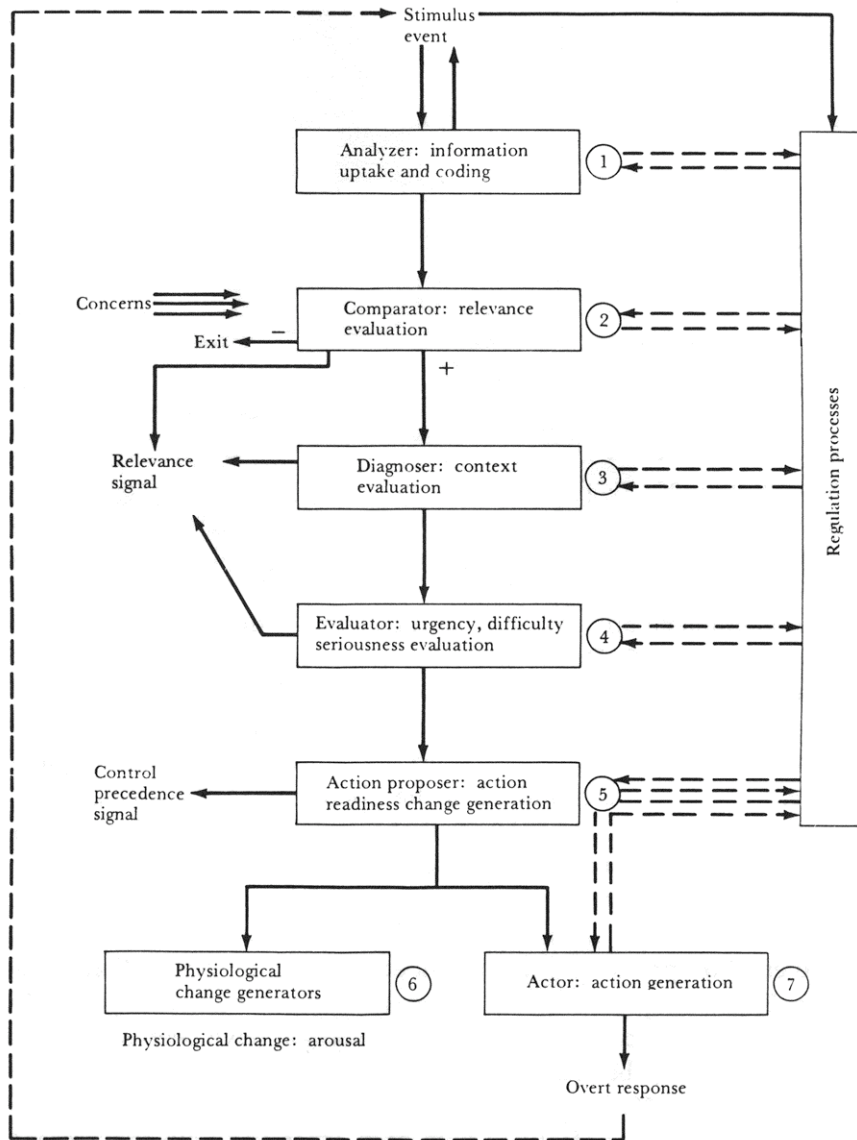 Stimulus
event
Analyzer: information
uptake and coding
1
Concerns
Comparator: relevance
evaluation
2
−
Exit
+
Relevance
signal
Diagnoser: context
evaluation
3
Regulation processes
Evaluator: urgency, difficulty
seriousness evaluation
4
Control
precedence
signal
Action proposer: action
readiness change generation
5
Physiological
change generators
6
Actor: action generation
7
Physiological change: arousal
Overt response